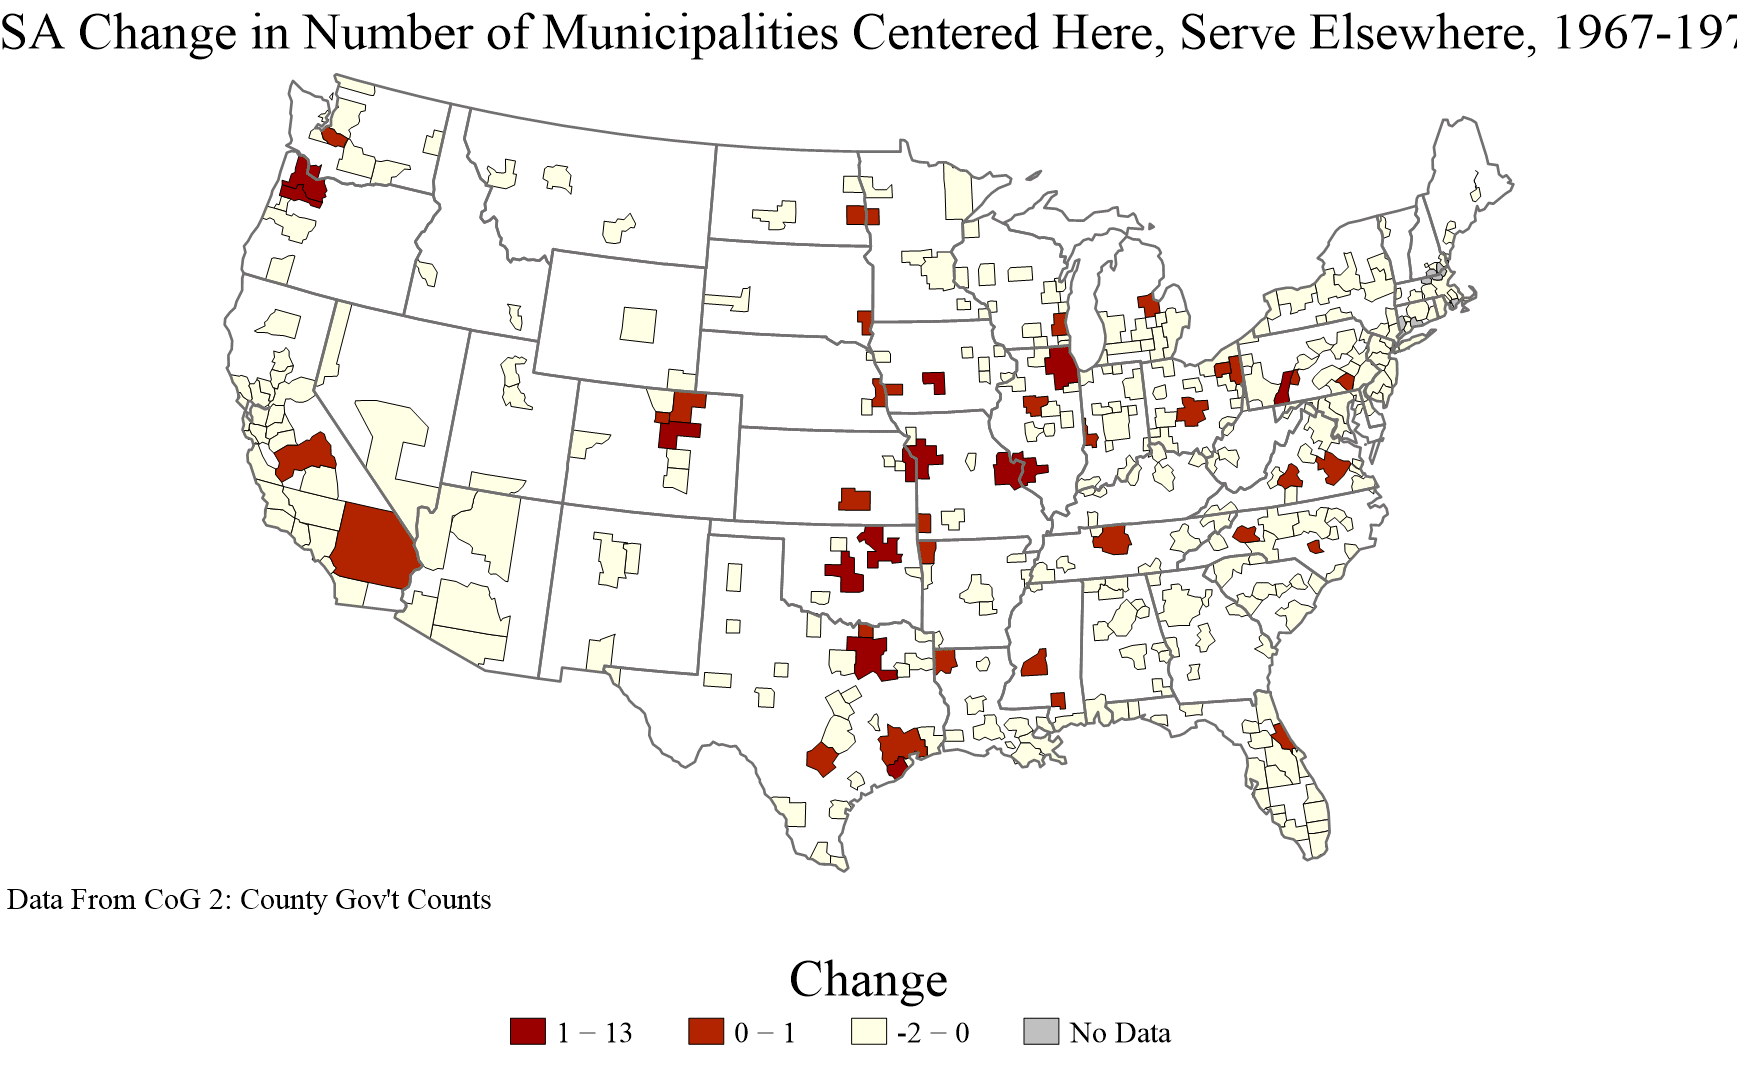 SA Change in Number of Municipalities Centered Here, Serve Elsewhere, 1967-197
Data From CoG 2: County Gov't Counts
Change
1 – 13
0 – 1
-2 – 0
No Data